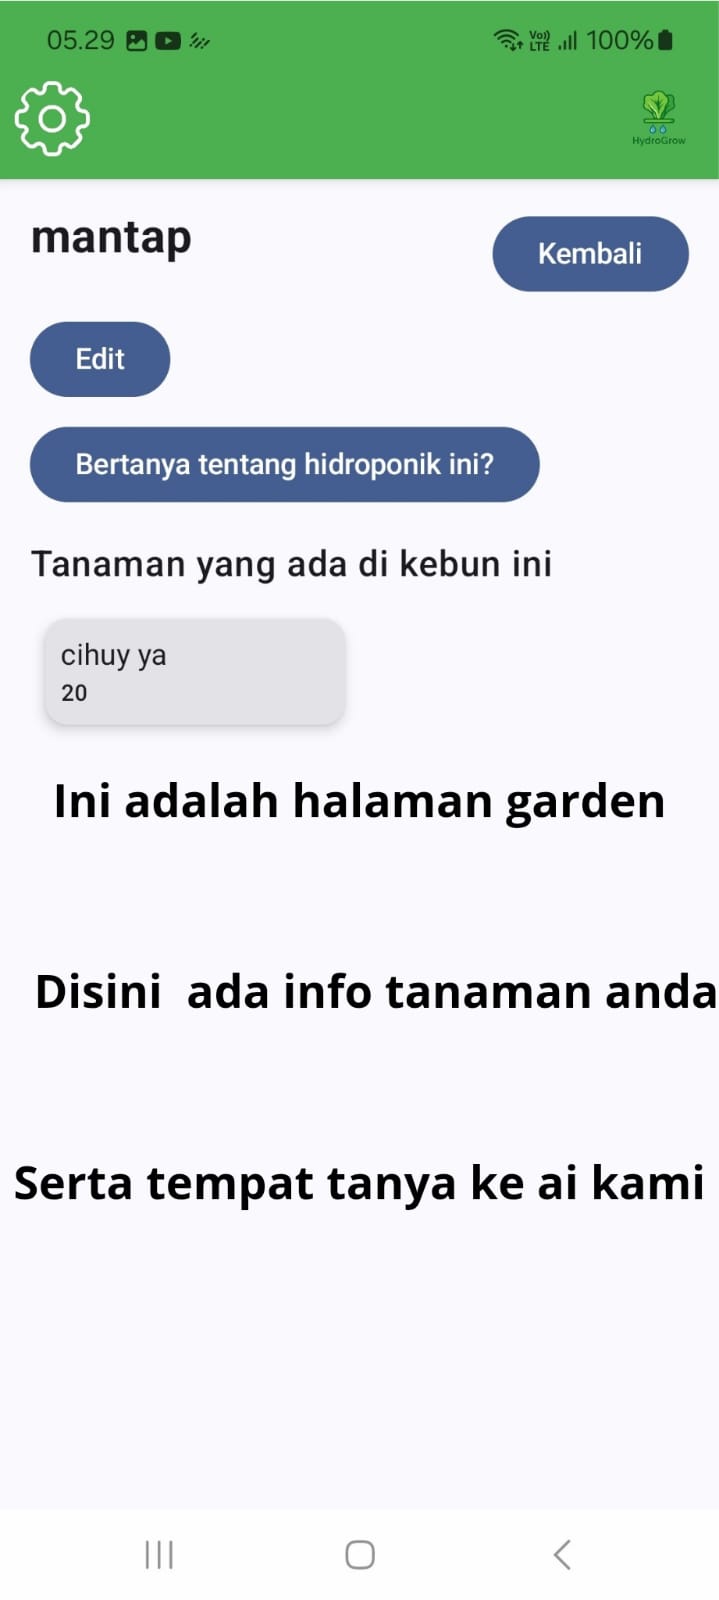 05.29
Vo)) LTE
100%
HydroGrow
mantap
Kembali
Edit
Bertanya tentang hidroponik ini?
Tanaman yang ada di kebun ini
cihuy ya
20
Ini adalah halaman garden
Disini  ada info tanaman anda
Serta tempat tanya ke ai kami